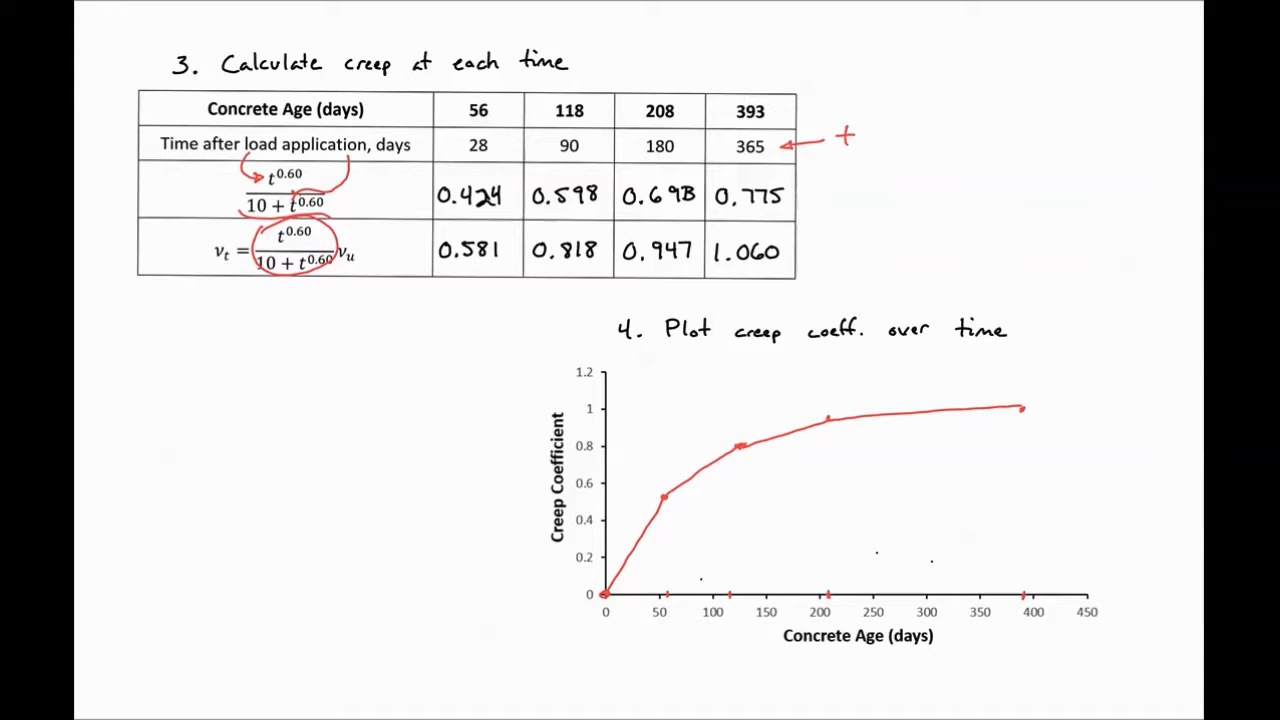 3. Calculate creep at each time
Concrete Age (days) 56 118 208 393
Time after load application, days 28 90 180 365 t
t^0.60 / 10 + t^0.60 0.424 0.598 0.693 0.775
ν_t = t^0.60 / 10 + t^0.60 ν_u 0.581 0.818 0.947 1.060
4. Plot creep coeff. over time
1.2
1
0.8
0.6
0.4
0.2
0
Creep Coefficient
0 50 100 150 200 250 300 350 400 450
Concrete Age (days)